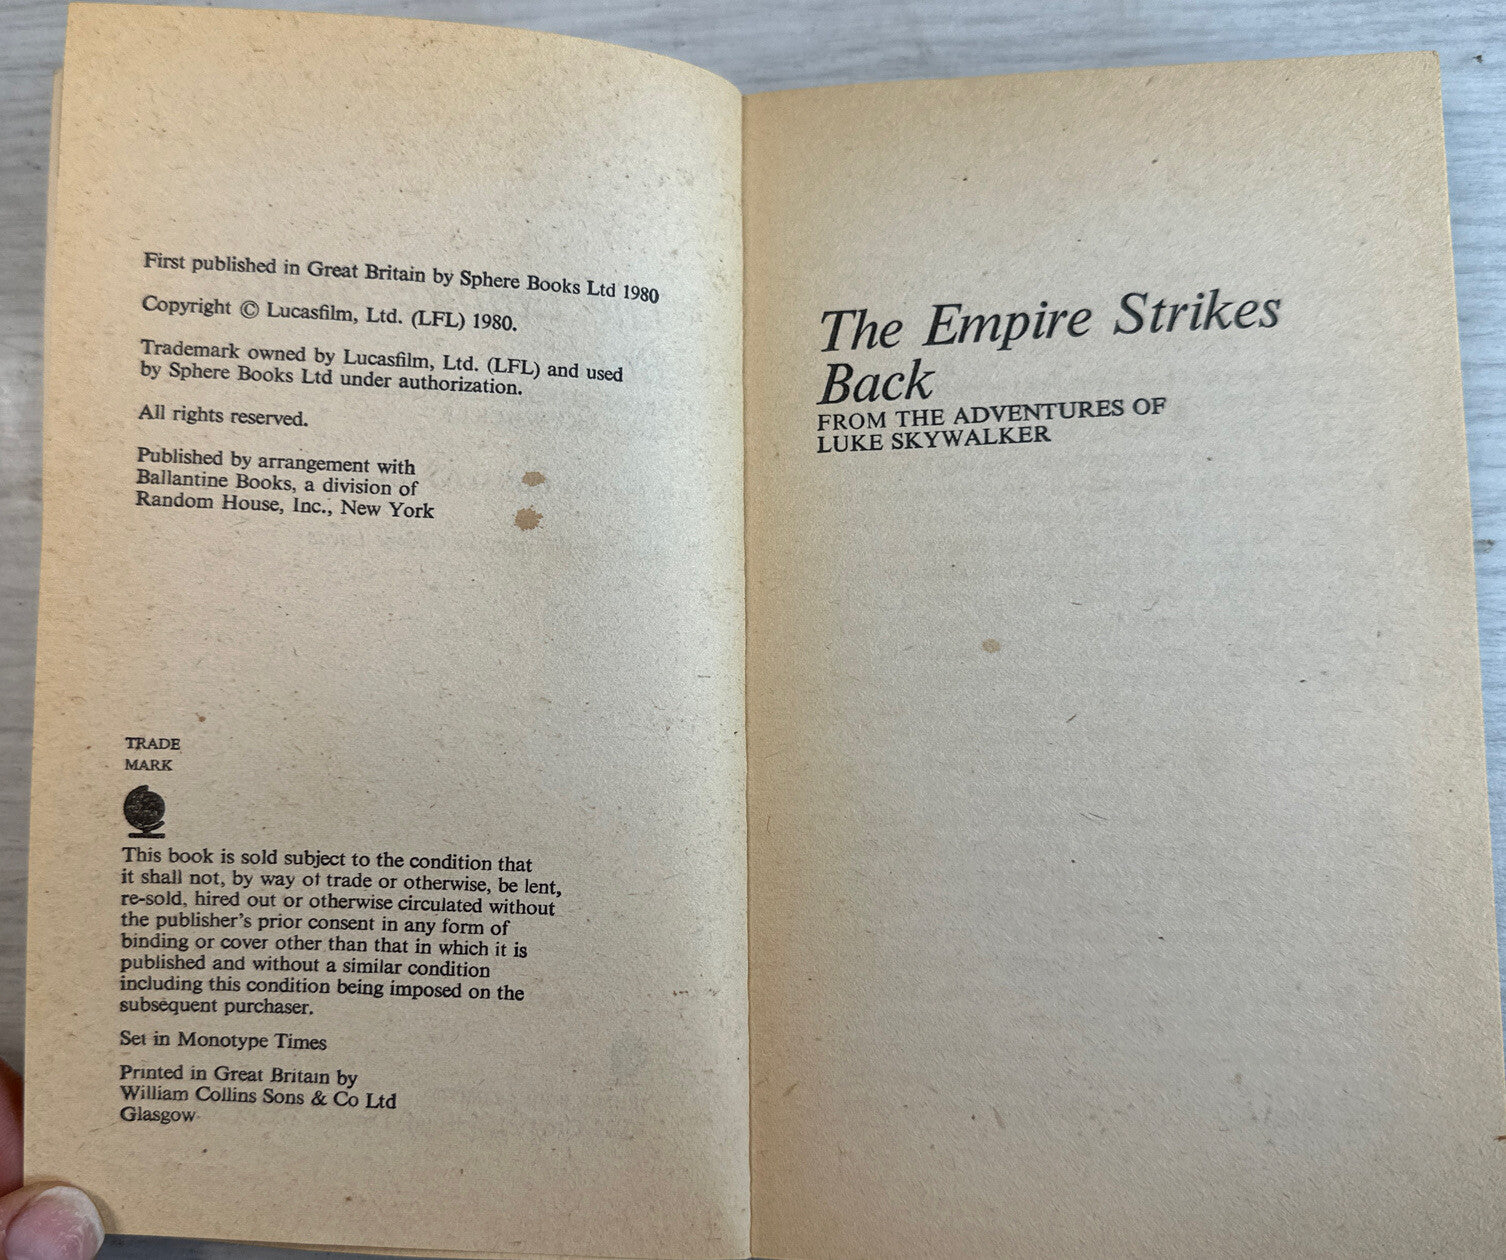 First published in Great Britain by Sphere Books Ltd 1980
Copyright © Lucasfilm, Ltd. (LFL) 1980.
Trademark owned by Lucasfilm, Ltd. (LFL) and used
by Sphere Books Ltd under authorization.
All rights reserved.
Published by arrangement with
Ballantine Books, a division of
Random House, Inc., New York
TRADE
MARK
This book is sold subject to the condition that
it shall not, by way of trade or otherwise, be lent,
re-sold, hired out or otherwise circulated without
the publisher's prior consent in any form of
binding or cover other than that in which it is
published and without a similar condition
including this condition being imposed on the
subsequent purchaser.
Set in Monotype Times
Printed in Great Britain by
William Collins Sons & Co Ltd
Glasgow
The Empire Strikes
Back
FROM THE ADVENTURES OF
LUKE SKYWALKER